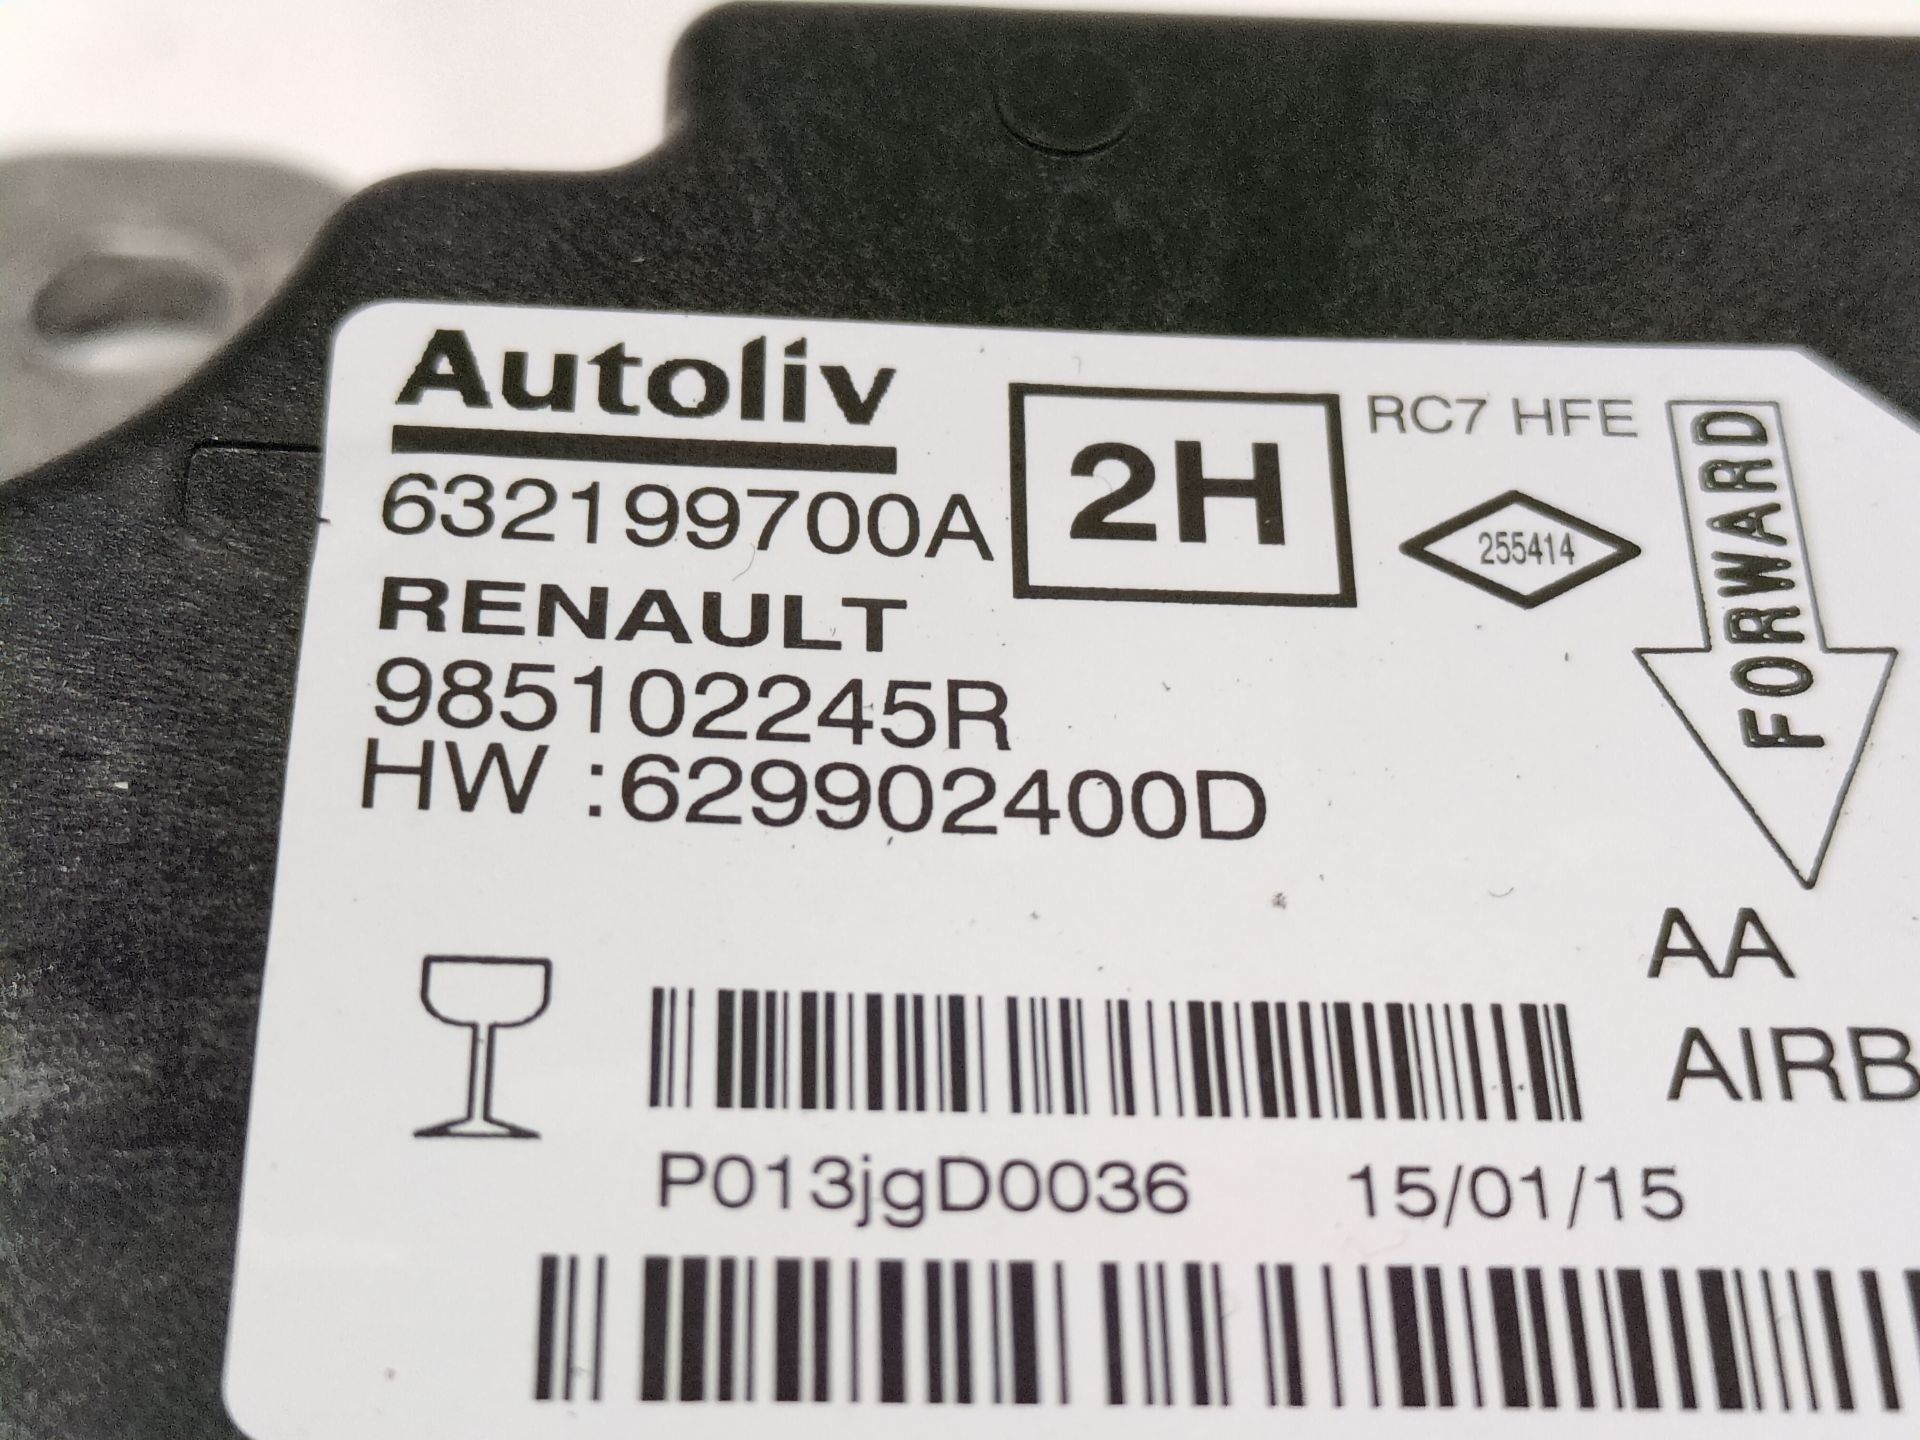 Autoliv
632199700A
2H
RC7 HFE
255414
FORWARD
RENAULT
985102245R
HW :629902400D
AA
AIRB
P013jgD0036 15/01/15